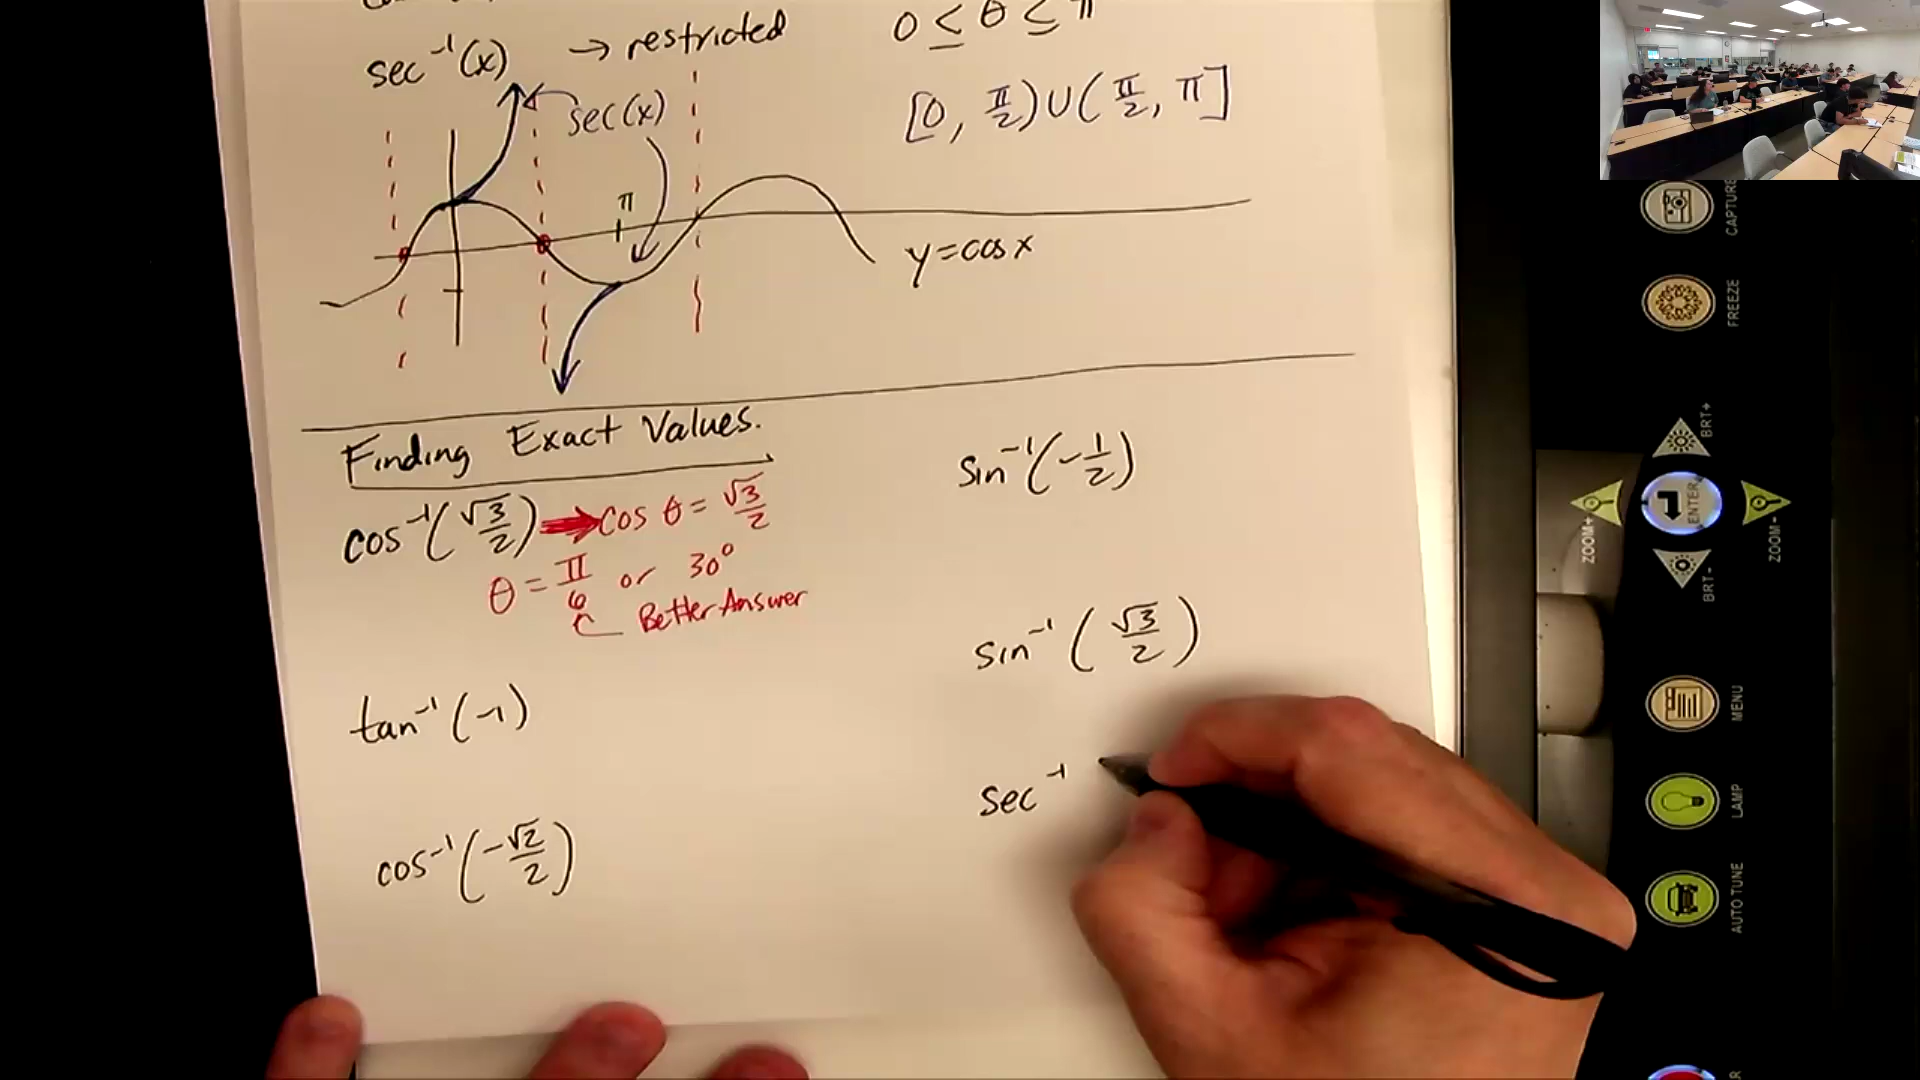 sec⁻¹(x) → restricted
0 ≤ θ ≤ π
sec(x)
[0, π/2) ∪ (π/2, π]
π
y = cos x
Finding Exact Values.
cos⁻¹(√3/2) ⇒ cos θ = √3/2
θ = π/6 or 30°
Better Answer
tan⁻¹(-1)
cos⁻¹(-√2/2)
sin⁻¹(-1/2)
sin⁻¹(√3/2)
sec⁻¹
CAPTURE
FREEZE
BRT+
ZOOM+
ENTER
ZOOM-
BRT-
MENU
LAMP
AUTO TUNE